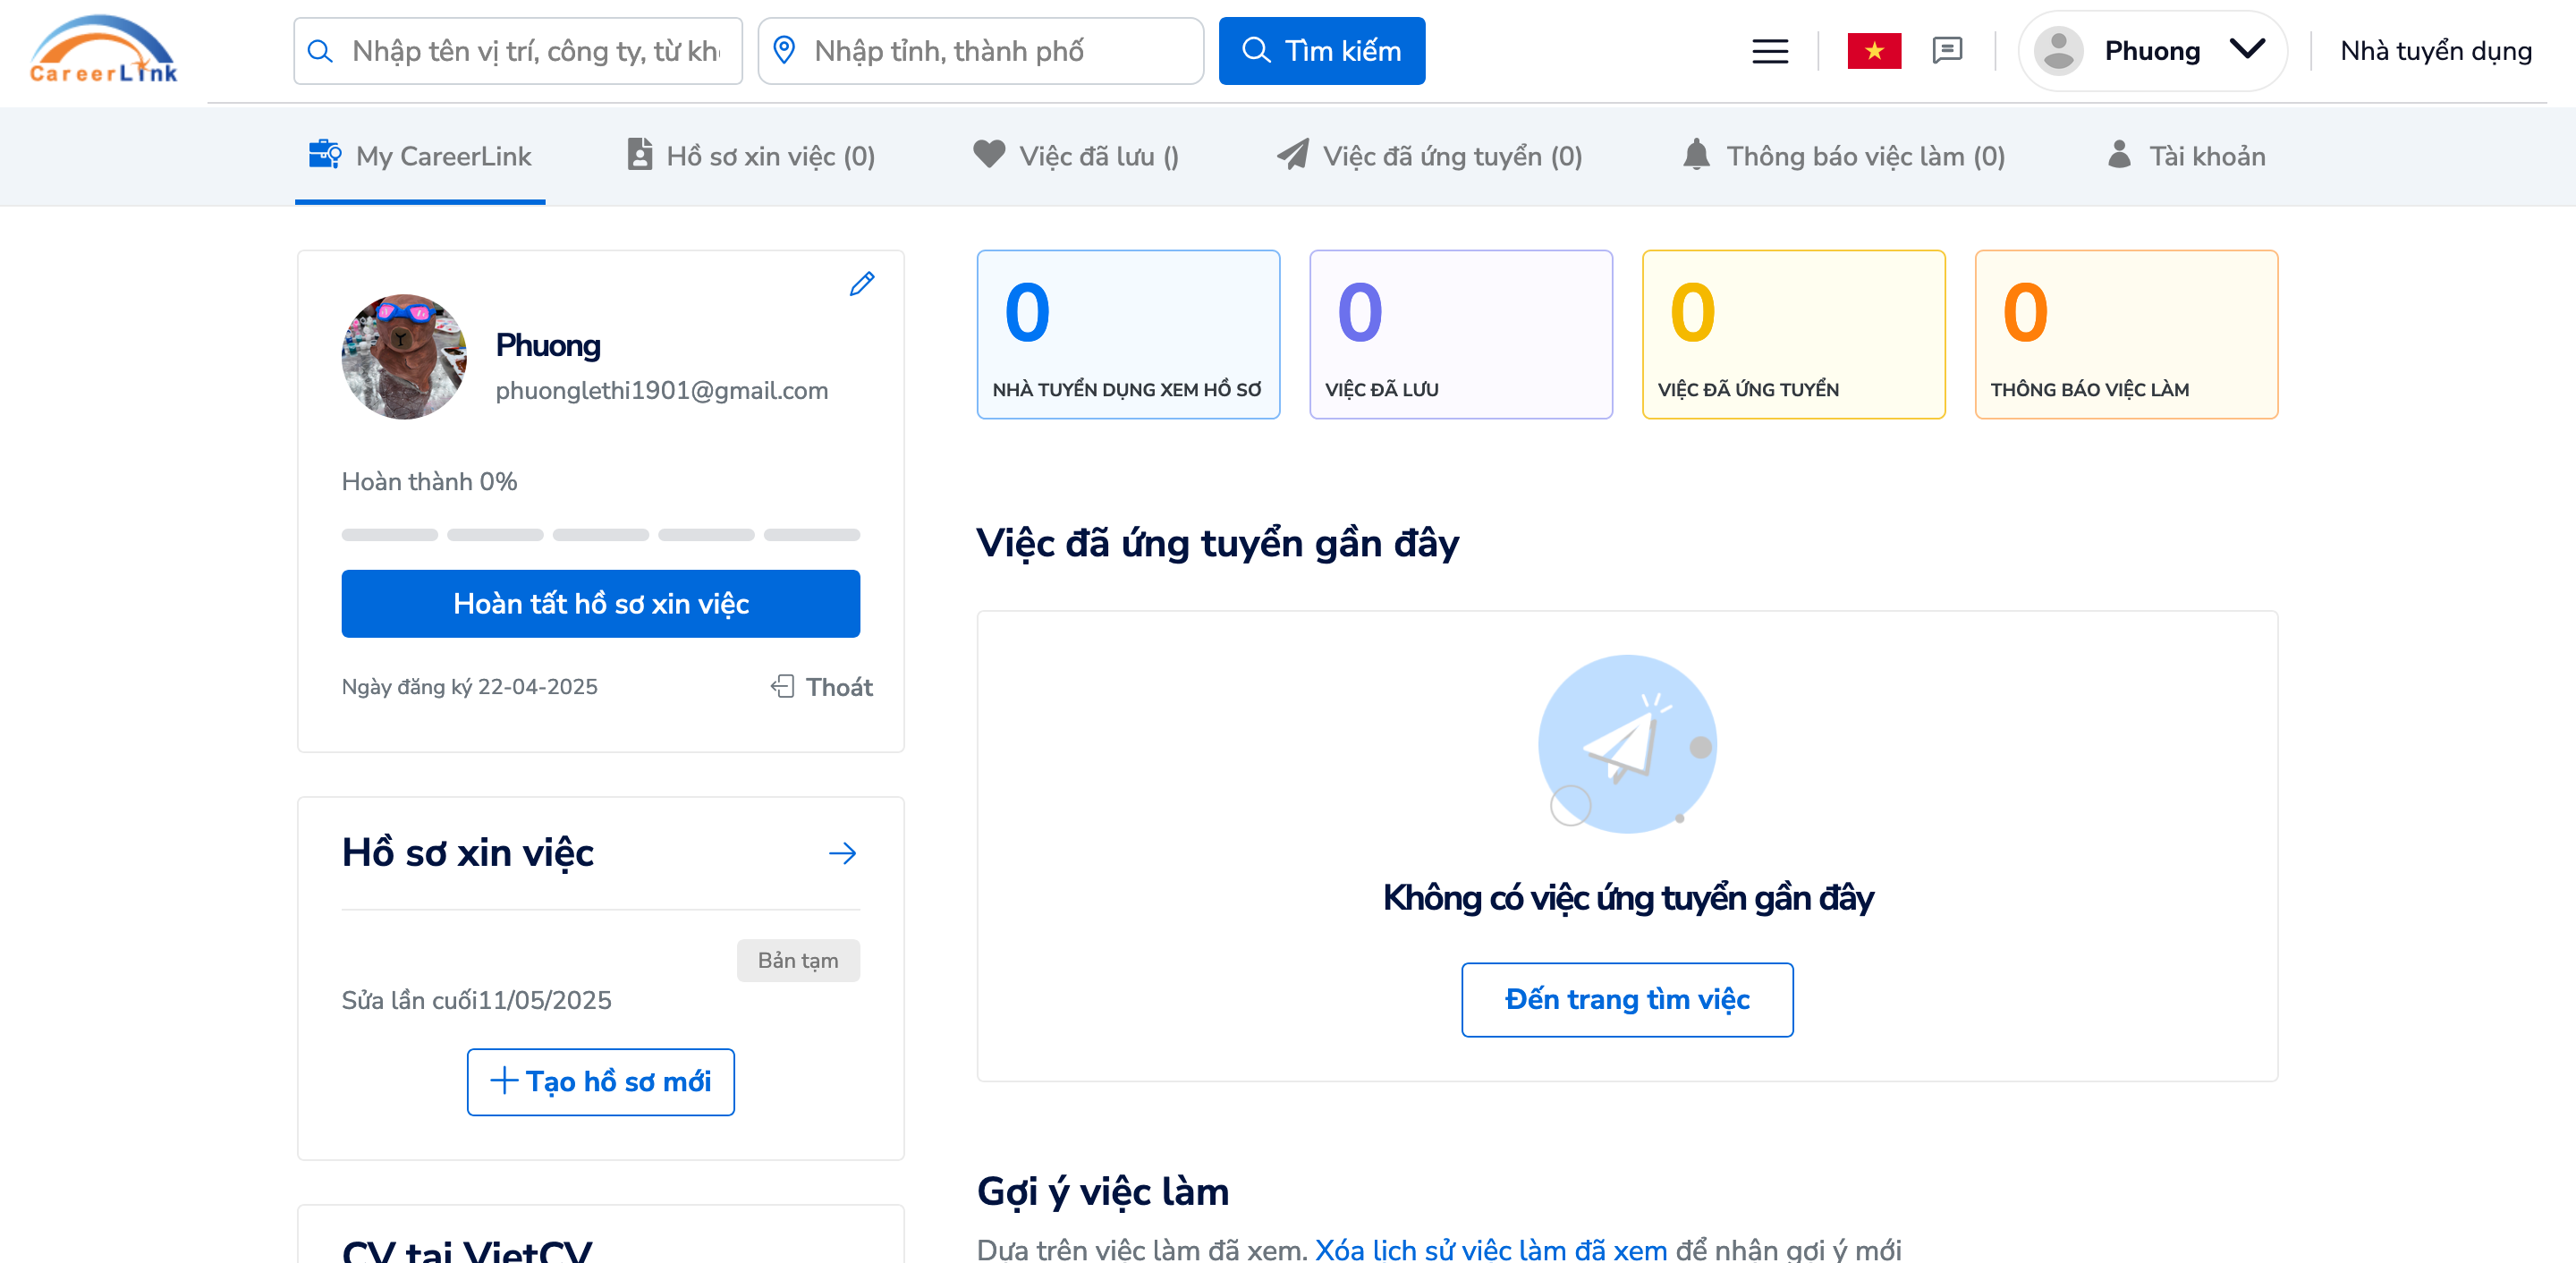 CareerLink
Nhập tên vị trí, công ty, từ kh
Nhập tỉnh, thành phố
Tìm kiếm
Phuong
Nhà tuyển dụng
My CareerLink
Hồ sơ xin việc (0)
Việc đã lưu ()
Việc đã ứng tuyển (0)
Thông báo việc làm (0)
Tài khoản
Phuong
phuonglethi1901@gmail.com
Hoàn thành 0%
Hoàn tất hồ sơ xin việc
Ngày đăng ký 22-04-2025
Thoát
Hồ sơ xin việc
Bản tạm
Sửa lần cuối11/05/2025
Tạo hồ sơ mới
CV tại VietCV
0
NHÀ TUYỂN DỤNG XEM HỒ SƠ
0
VIỆC ĐÃ LƯU
0
VIỆC ĐÃ ỨNG TUYỂN
0
THÔNG BÁO VIỆC LÀM
Việc đã ứng tuyển gần đây
Không có việc ứng tuyển gần đây
Đến trang tìm việc
Gợi ý việc làm
Dựa trên việc làm đã xem. Xóa lịch sử việc làm đã xem để nhận gợi ý mới